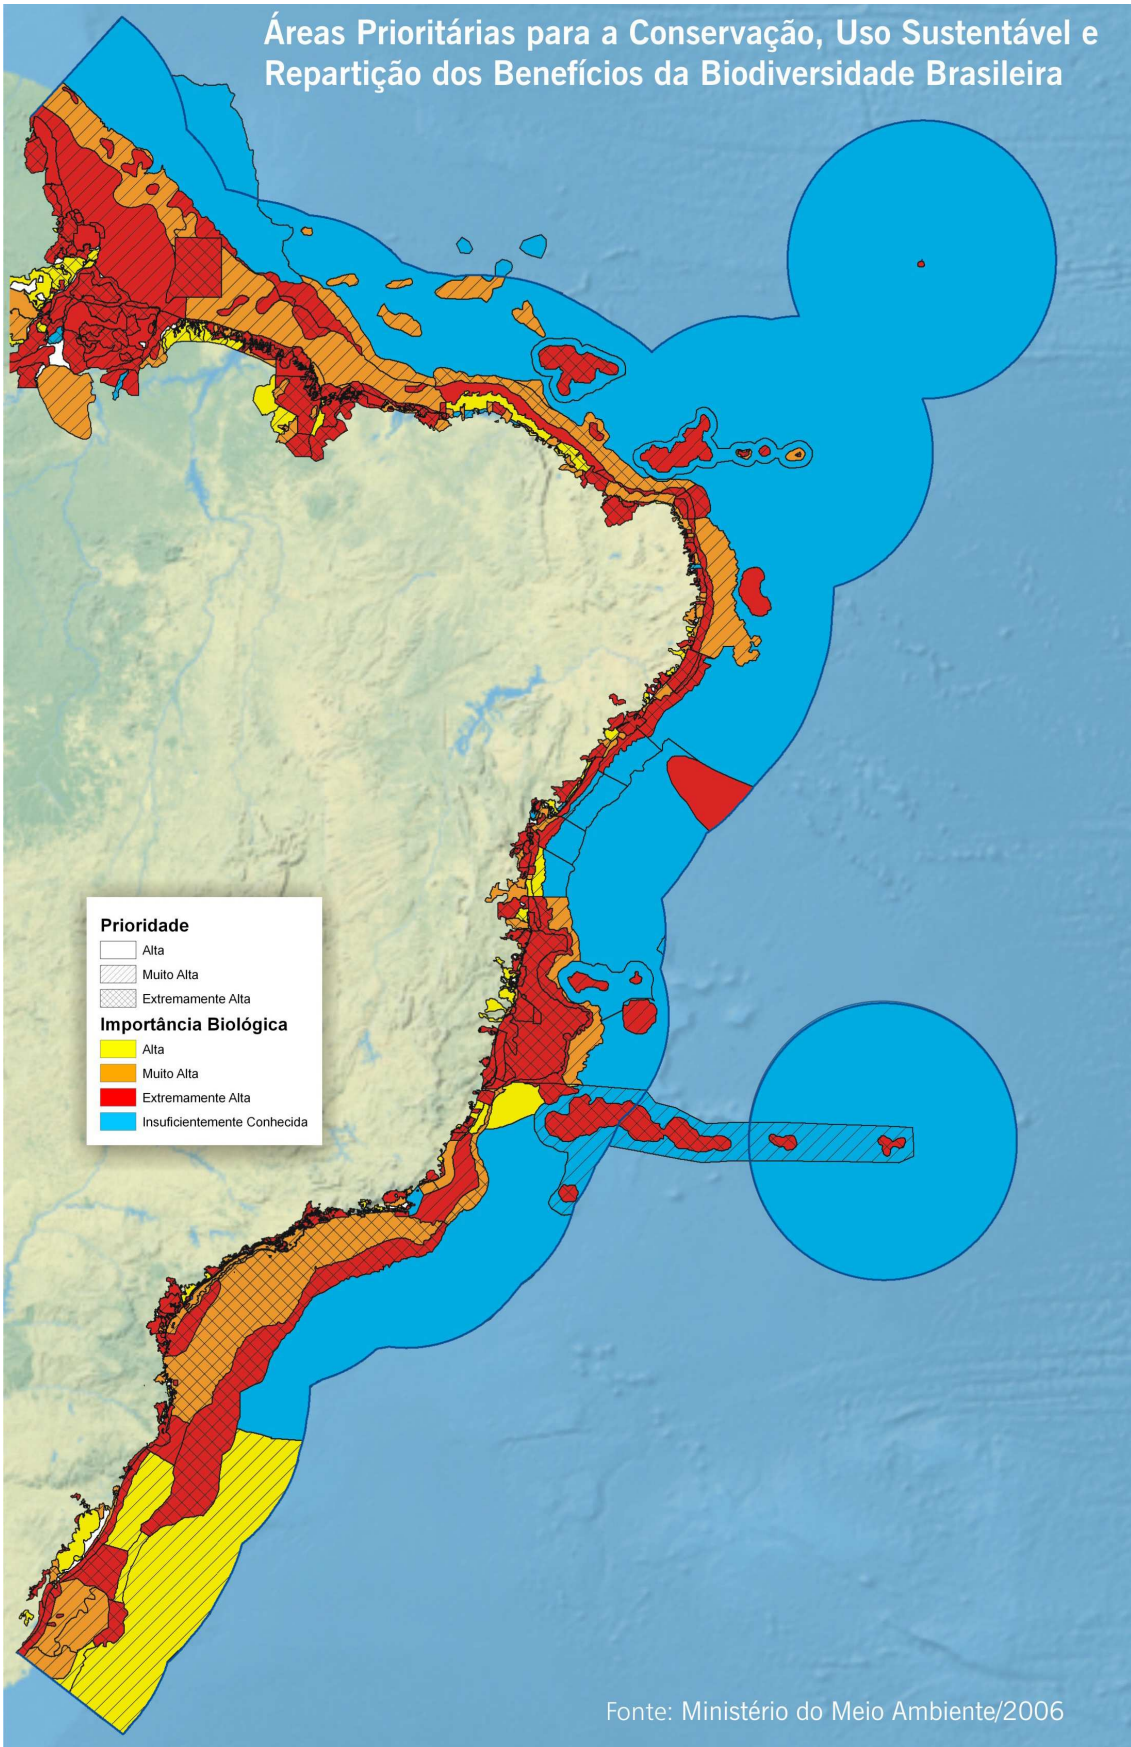 Áreas Prioritárias para a Conservação, Uso Sustentável e
Repartição dos Benefícios da Biodiversidade Brasileira
Prioridade
Alta
Muito Alta
Extremamente Alta
Importância Biológica
Alta
Muito Alta
Extremamente Alta
Insuficientemente Conhecida
Fonte: Ministério do Meio Ambiente/2006